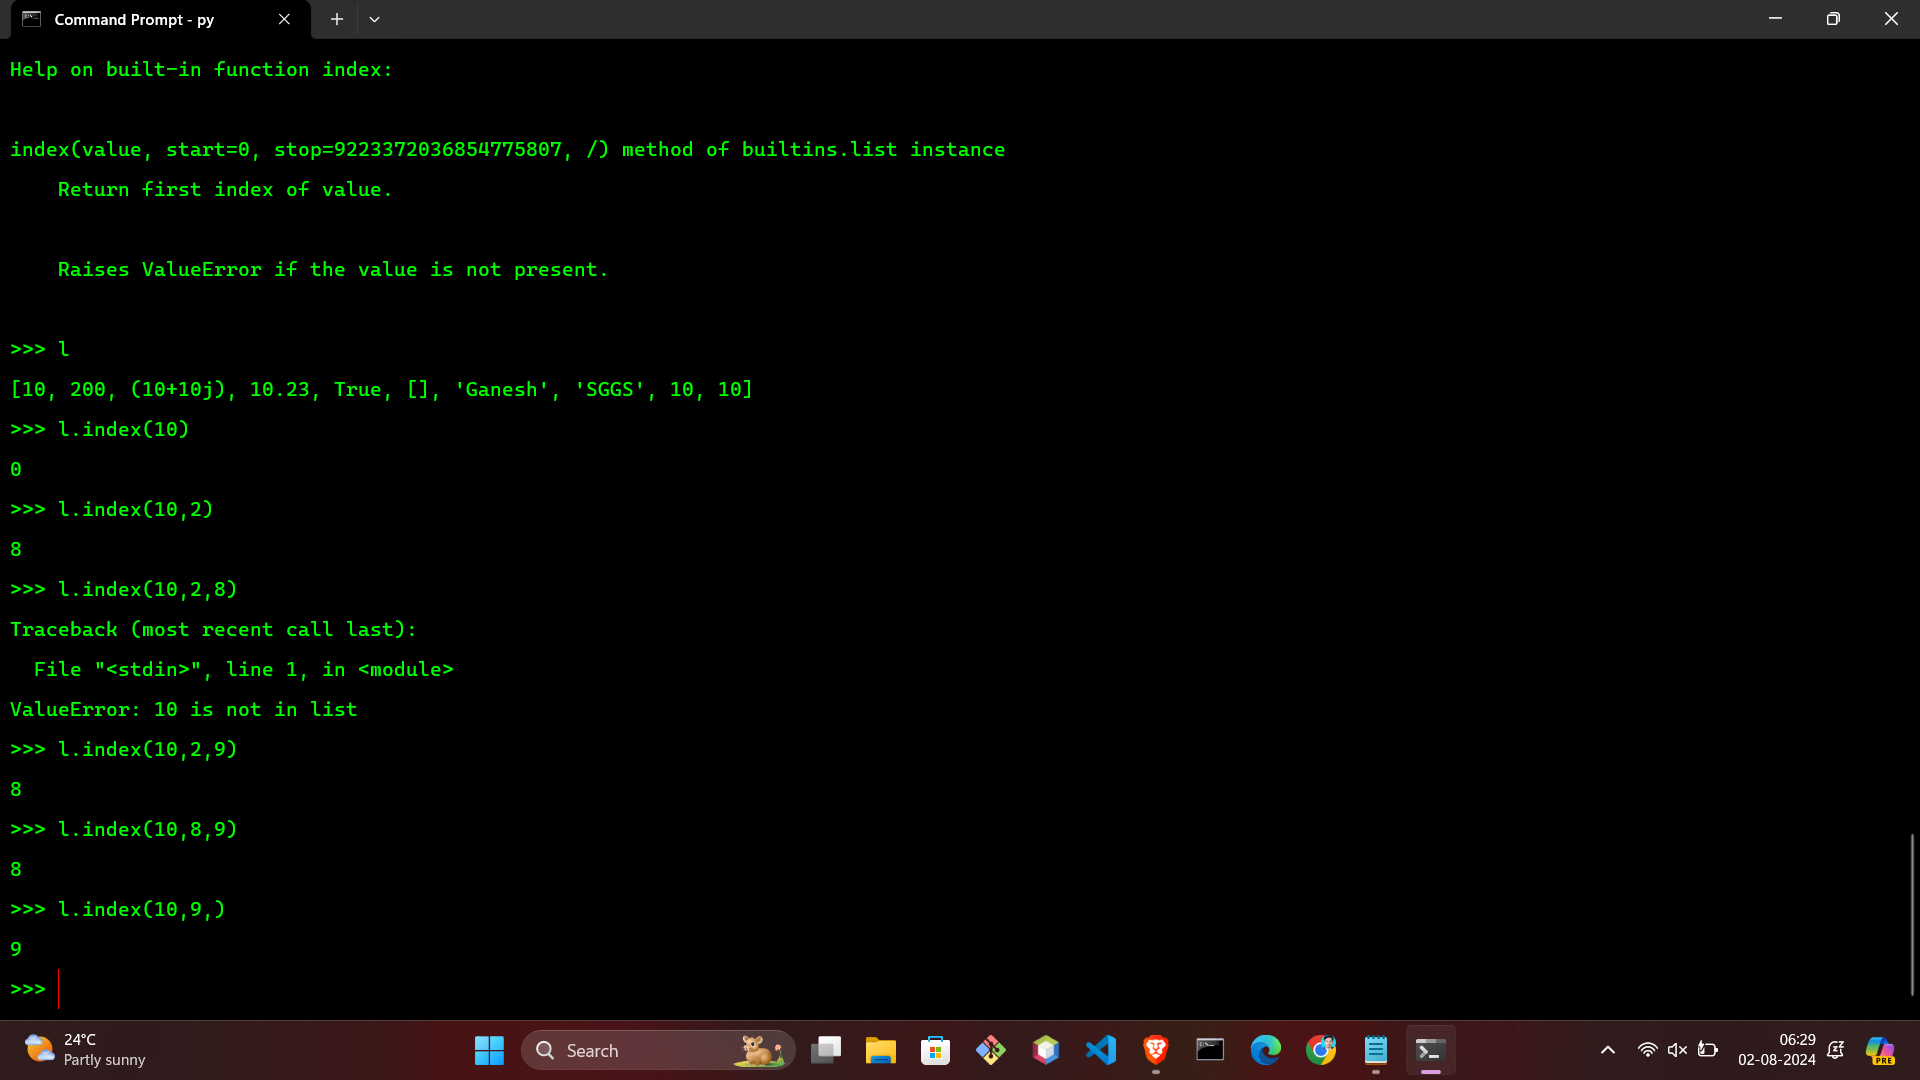 Command Prompt - py
Help on built-in function index:
index(value, start=0, stop=9223372036854775807, /) method of builtins.list instance
    Return first index of value.
    Raises ValueError if the value is not present.
>>> l
[10, 200, (10+10j), 10.23, True, [], 'Ganesh', 'SGGS', 10, 10]
>>> l.index(10)
0
>>> l.index(10,2)
8
>>> l.index(10,2,8)
Traceback (most recent call last):
  File "<stdin>", line 1, in <module>
ValueError: 10 is not in list
>>> l.index(10,2,9)
8
>>> l.index(10,8,9)
8
>>> l.index(10,9,)
9
>>>
24°C
Partly sunny
Search
06:29
02-08-2024
PRE